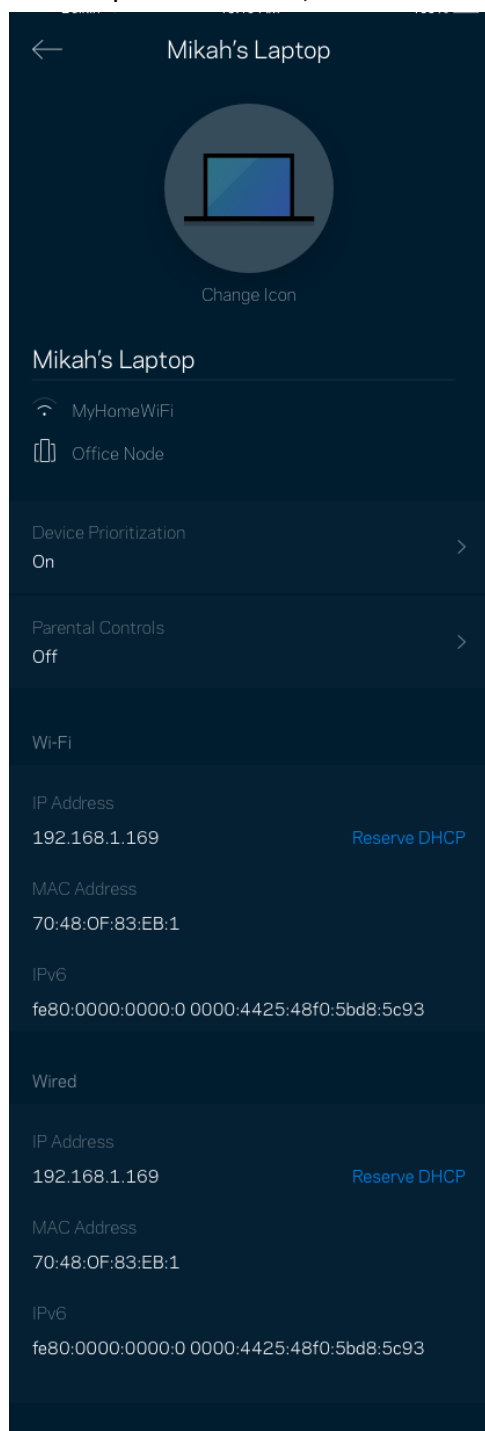 Mikah's Laptop
Change Icon
Mikah's Laptop
MyHomeWiFi
Office Node
Device Prioritization
On
Parental Controls
Off
Wi-Fi
IP Address
192.168.1.169 Reserve DHCP
MAC Address
70:48:0F:83:EB:1
IPv6
fe80:0000:0000:0 0000:4425:48f0:5bd8:5c93
Wired
IP Address
192.168.1.169 Reserve DHCP
MAC Address
70:48:0F:83:EB:1
IPv6
fe80:0000:0000:0 0000:4425:48f0:5bd8:5c93